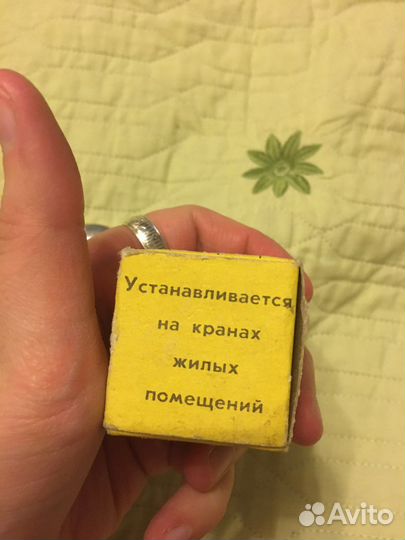 Устанавливается
на кранах
жилых
помещений
Avito